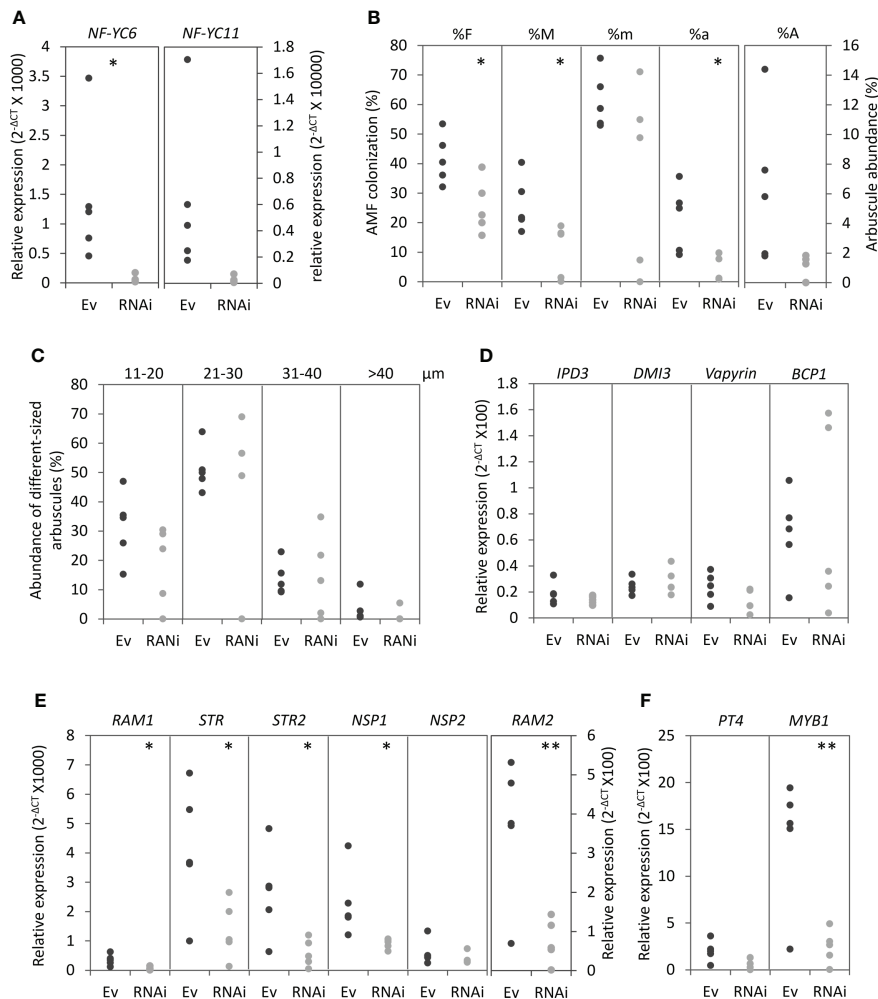 A
NF-YC6 NF-YC11
Relative expression (2-ΔCT X 1000)
4
3.5
3
2.5
2
1.5
1
0.5
0
*
1.8
1.6
1.4
1.2
1
0.8
0.6
0.4
0.2
0
relative expression (2-ΔCT X 10000)
Ev RNAi Ev RNAi
B
%F %M %m %a %A
AMF colonization (%)
80
70
60
50
40
30
20
10
0
* * *
16
14
12
10
8
6
4
2
0
Arbuscule abundance (%)
Ev RNAi Ev RNAi Ev RNAi Ev RNAi Ev RNAi
C
11-20 21-30 31-40 >40 μm
Abundance of different-sized
arbuscules (%)
80
70
60
50
40
30
20
10
0
Ev RANi Ev RANi Ev RANi Ev RANi
D
IPD3 DMI3 Vapyrin BCP1
Relative expression (2-ΔCT X100)
1.8
1.6
1.4
1.2
1
0.8
0.6
0.4
0.2
0
Ev RNAi Ev RNAi Ev RNAi Ev RNAi
E
RAM1 STR STR2 NSP1 NSP2 RAM2
Relative expression (2-ΔCT X1000)
8
7
6
5
4
3
2
1
0
* * * * **
6
5
4
3
2
1
0
Relative expression (2-ΔCT X100)
Ev RNAi Ev RNAi Ev RNAi Ev RNAi Ev RNAi Ev RNAi
F
PT4 MYB1
Relative expression (2-ΔCT X100)
25
20
15
10
5
0
**
Ev RNAi Ev RNAi